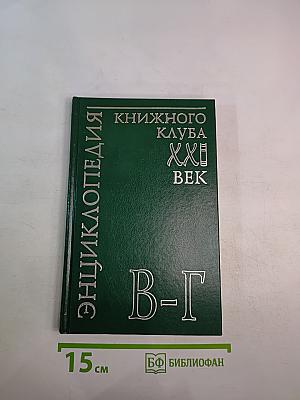 ЭНЦИКЛОПЕДИЯ
КНИЖНОГО
КЛУБА
XXI
ВЕК
В-Г
15 см
БФ БИБЛИОФАН